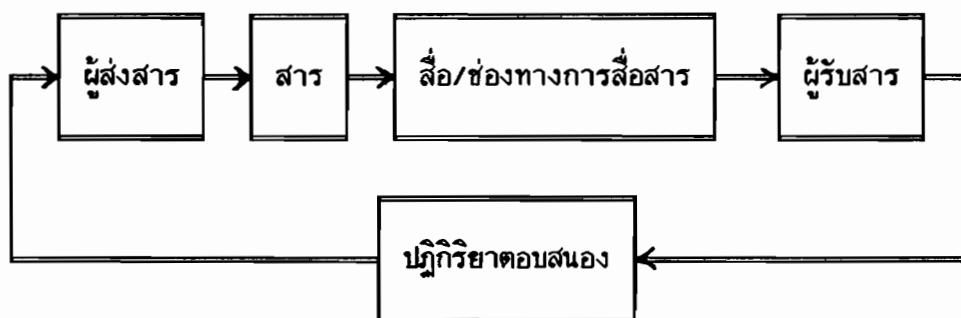 ผู้ส่งสาร
สาร
สื่อ/ช่องทางการสื่อสาร
ผู้รับสาร
ปฏิกิริยาตอบสนอง